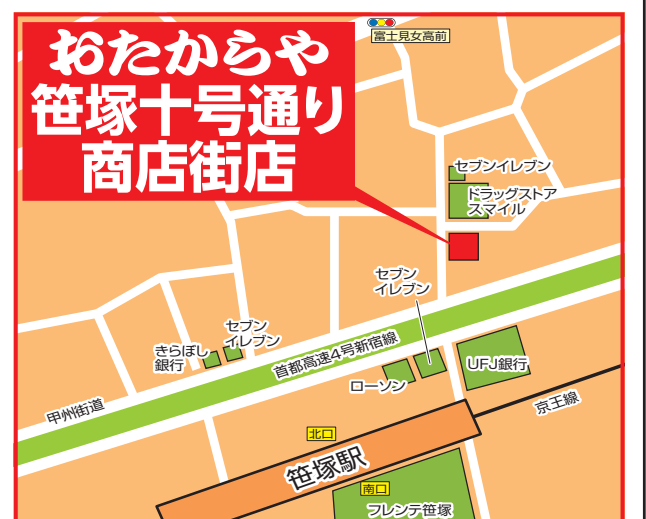 富士見女高前
おたからや
笹塚十号通り
商店街店
セブンイレブン
ドラッグストア
スマイル
セブン
イレブン
セブン
イレブン
きらぼし
銀行
首都高速4号新宿線
UFJ銀行
ローソン
甲州街道
京王線
北口
笹塚駅
南口
フレンテ笹塚